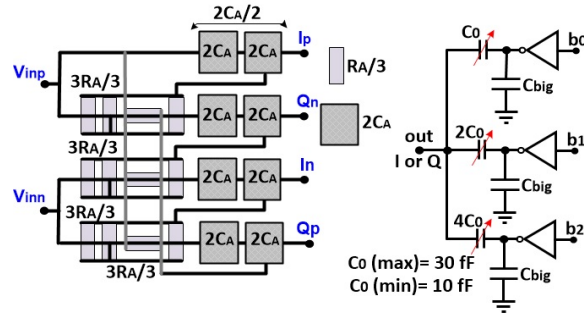 2CA/2
2CA 2CA Ip
Vinp
3RA/3
2CA 2CA Qn
3RA/3
2CA 2CA In
Vinn
3RA/3
2CA 2CA Qp
3RA/3
RA/3
2CA
C0
b0
Cbig
out
I or Q
2C0
b1
Cbig
4C0
b2
Cbig
C0 (max)= 30 fF
C0 (min)= 10 fF